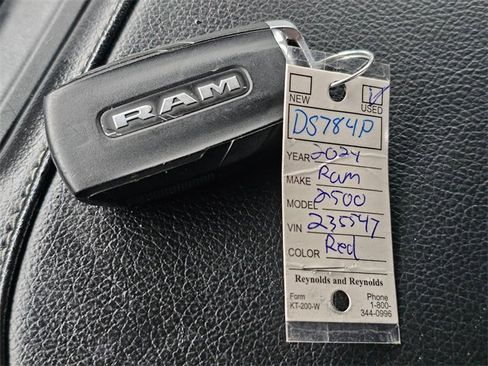 RAM
NEW USED
DS784P
YEAR 2024
MAKE Ram
MODEL 2500
VIN 235547
COLOR Red
Reynolds and Reynolds
Form
KT-200-W
Phone
1-800-
344-0996